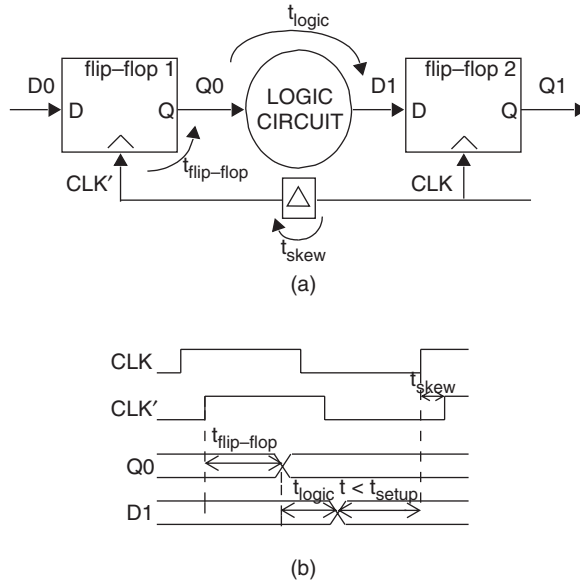 t_logic
flip–flop 1
flip–flop 2
D0
Q0
D1
Q1
D
Q
LOGIC
CIRCUIT
D
Q
t_flip–flop
CLK′
CLK
Δ
t_skew
(a)
CLK
t_skew
CLK′
t_flip–flop
Q0
t_logic
t < t_setup
D1
(b)